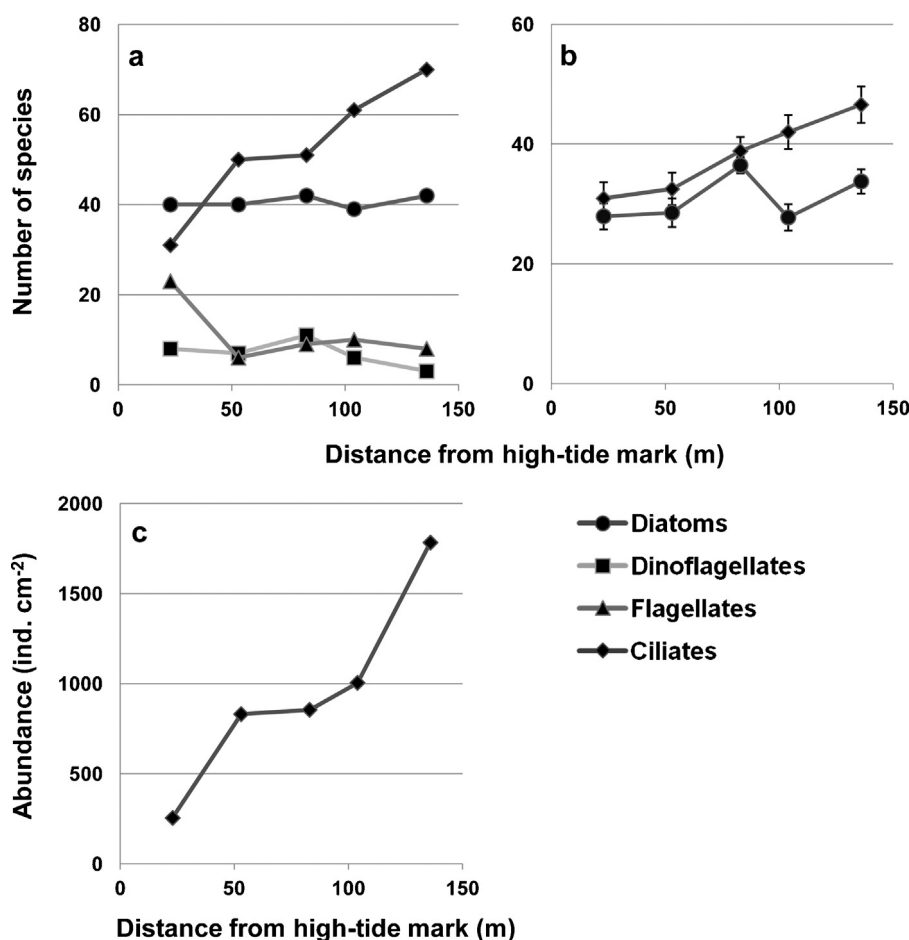 80
60
40
20
0
a
0
50
100
150
Number of species
60
40
20
0
b
0
50
100
150
Distance from high-tide mark (m)
2000
1500
1000
500
0
c
0
50
100
150
Abundance (ind. cm-2)
Distance from high-tide mark (m)
Diatoms
Dinoflagellates
Flagellates
Ciliates